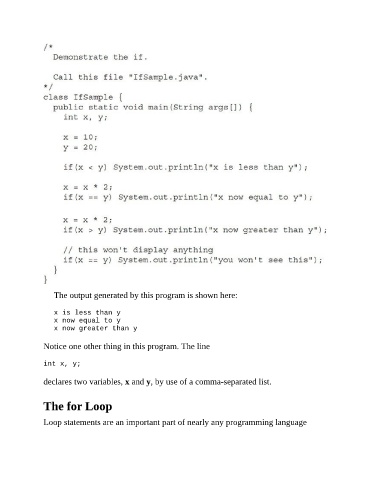 /*
Demonstrate the if.
Call this file "IfSample.java".
*/
class IfSample {
public static void main(String args[]) {
int x, y;
x = 10;
y = 20;
if(x < y) System.out.println("x is less than y");
x = x * 2;
if(x == y) System.out.println("x now equal to y");
x = x * 2;
if(x > y) System.out.println("x now greater than y");
// this won't display anything
if(x == y) System.out.println("you won't see this");
}
}
The output generated by this program is shown here:
x is less than y
x now equal to y
x now greater than y
Notice one other thing in this program. The line
int x, y;
declares two variables, x and y, by use of a comma-separated list.
The for Loop
Loop statements are an important part of nearly any programming language